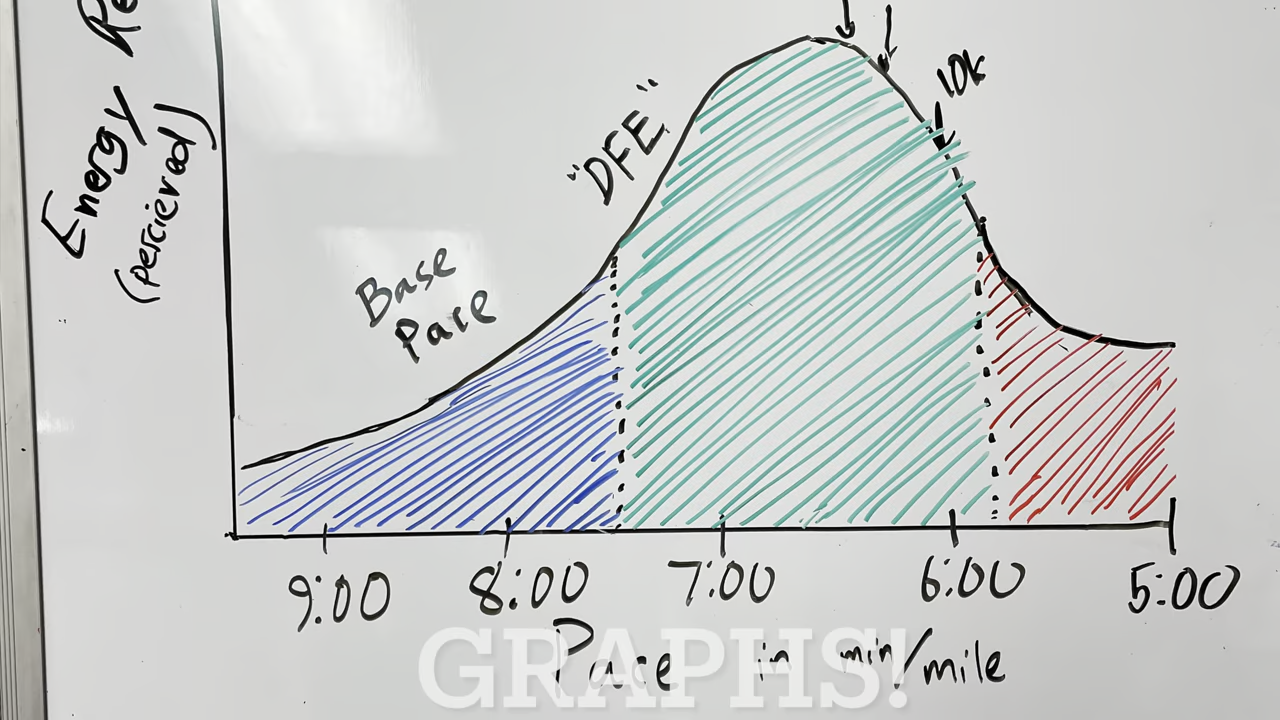 Energy Re
(percieved)
"DFE"
10k
Base
Pace
9:00 8:00 7:00 6:00 5:00
Pace in min/mile
GRAPHS!